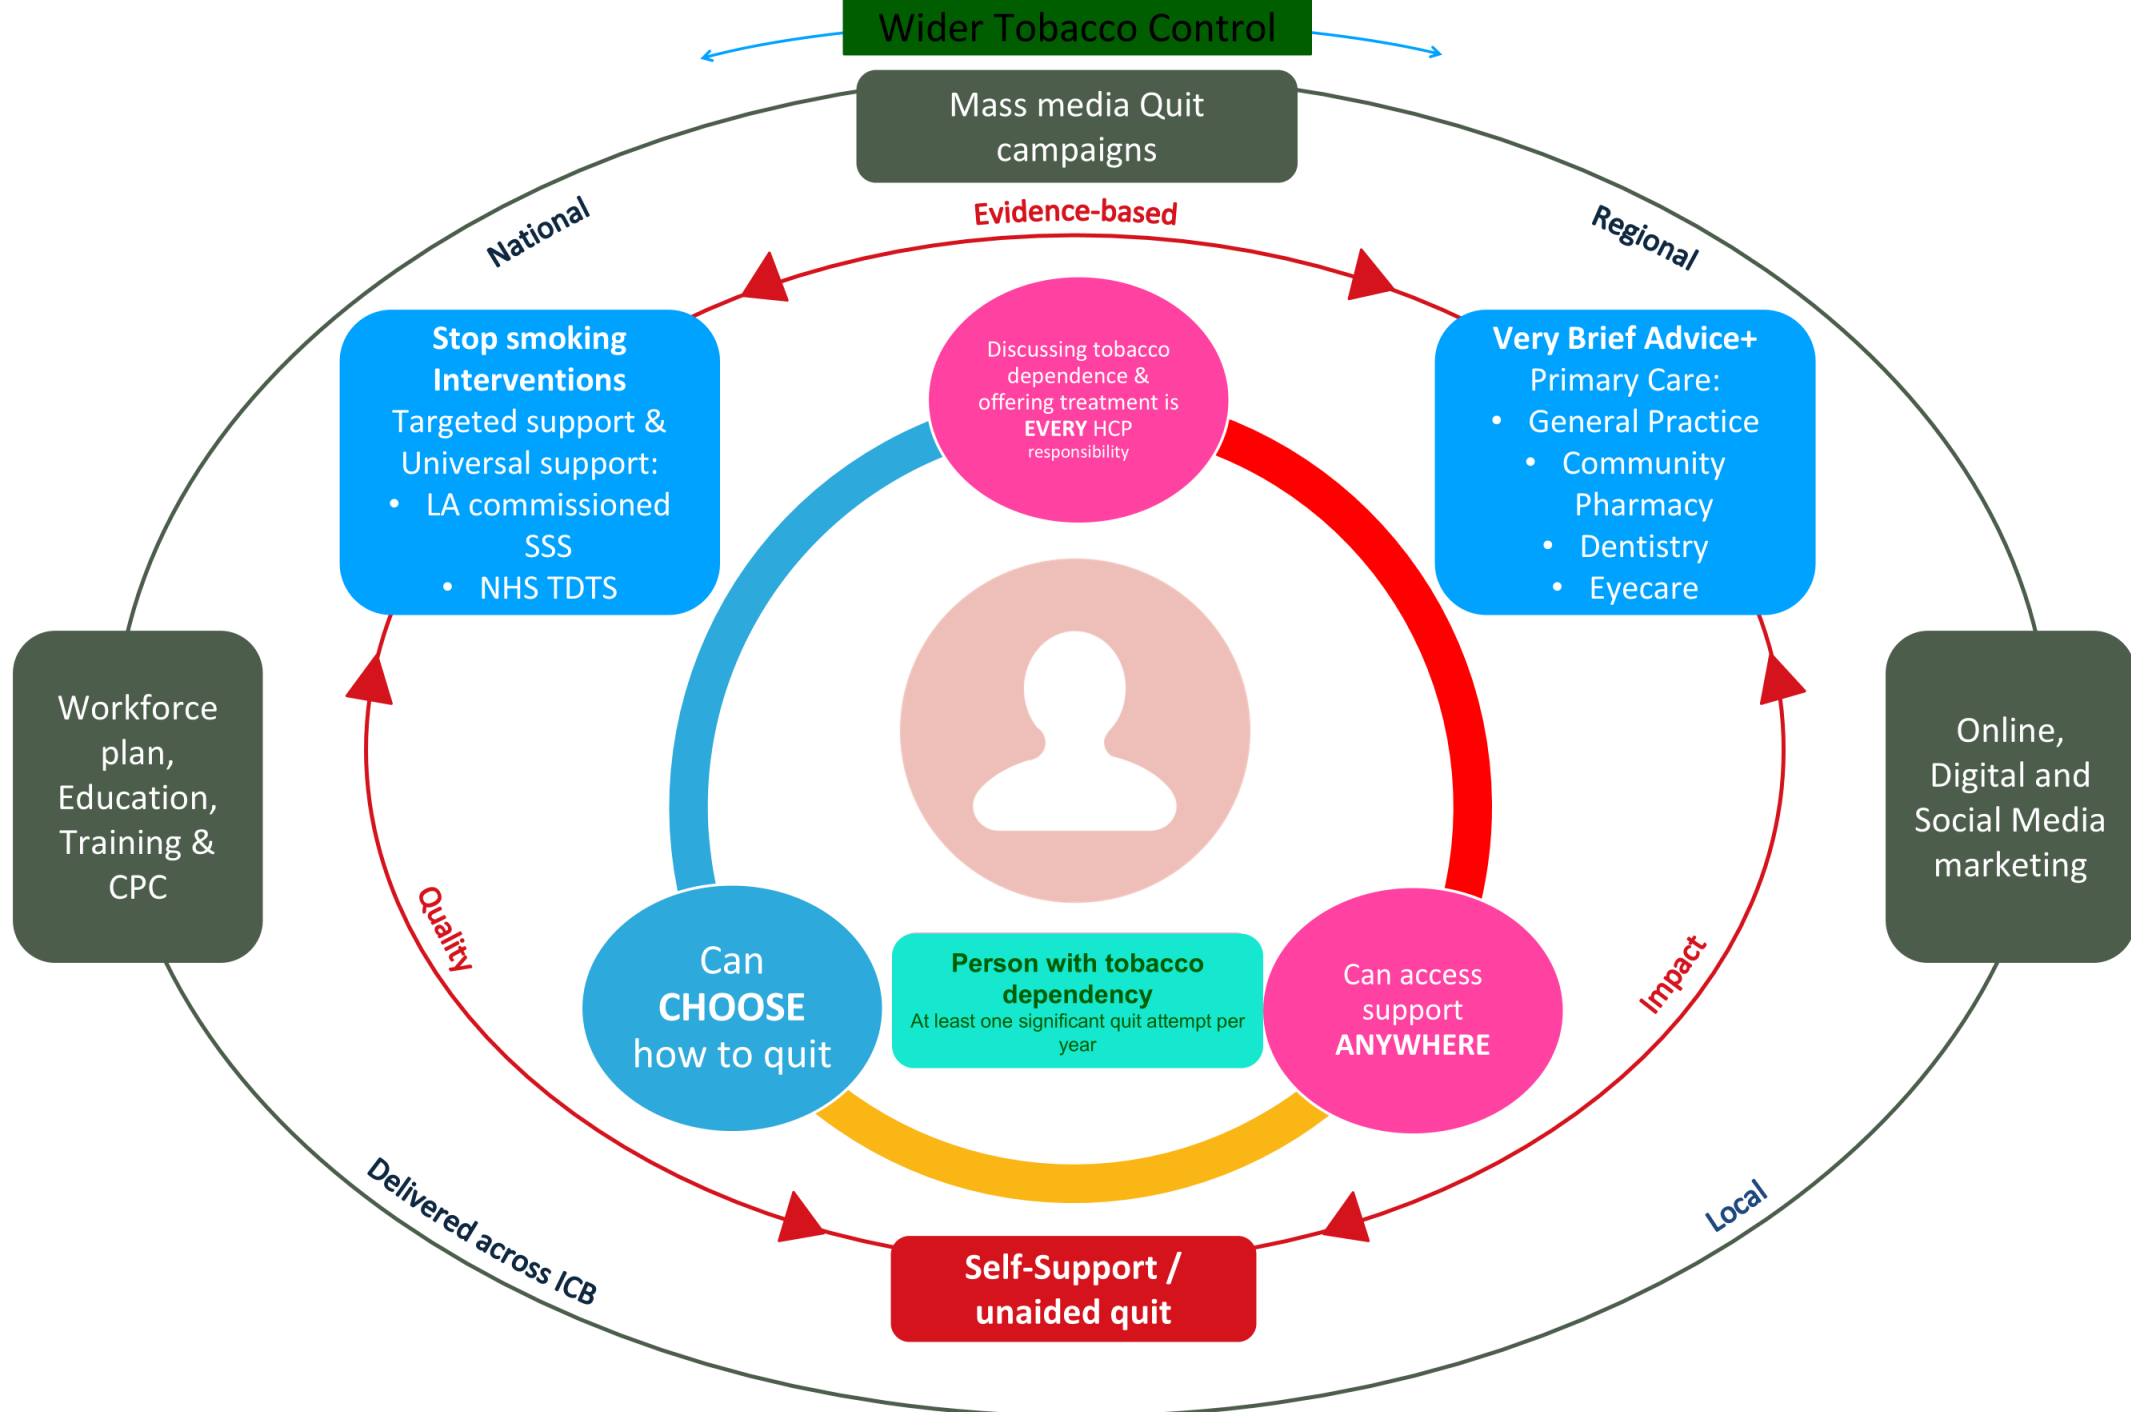 Wider Tobacco Control
Mass media Quit
campaigns
National
Evidence-based
Regional
Stop smoking
Interventions
Targeted support &
Universal support:
• LA commissioned
SSS
• NHS TDTS
Discussing tobacco
dependence &
offering treatment is
EVERY HCP
responsibility
Very Brief Advice+
Primary Care:
• General Practice
• Community
Pharmacy
• Dentistry
• Eyecare
Workforce
plan,
Education,
Training &
CPC
Online,
Digital and
Social Media
marketing
Quality
Can
CHOOSE
how to quit
Person with tobacco
dependency
At least one significant quit attempt per
year
Can access
support
ANYWHERE
Impact
Delivered across ICB
Local
Self-Support /
unaided quit